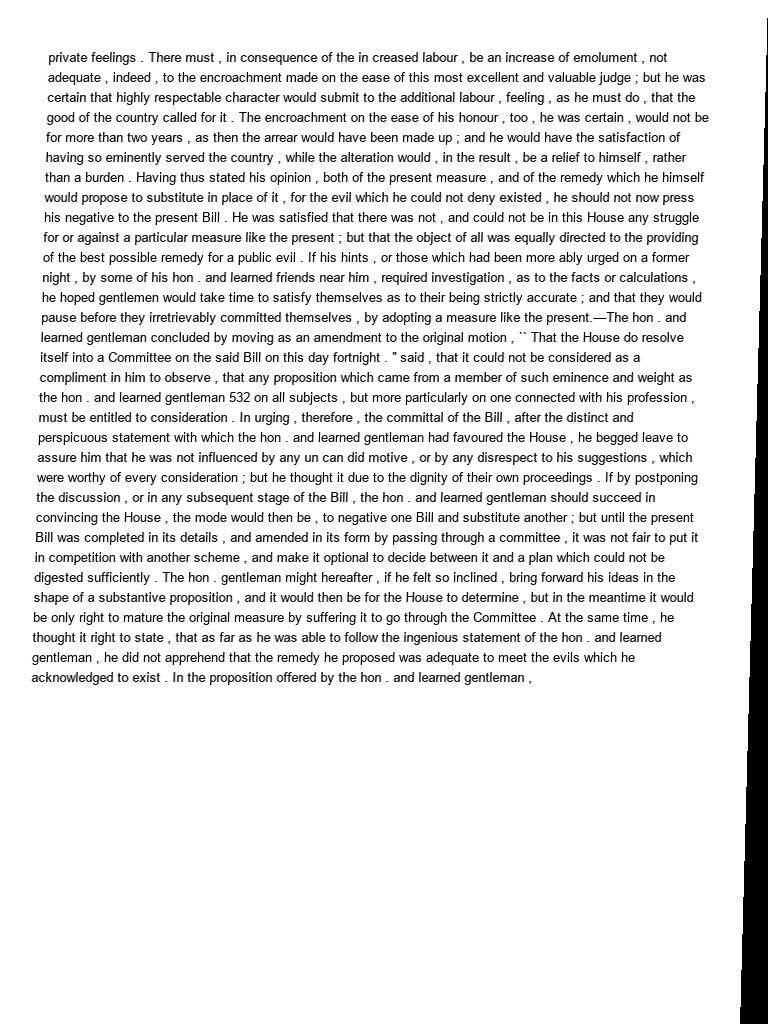 private feelings . There must , in consequence of the in creased labour , be an increase of emolument , not
adequate , indeed , to the encroachment made on the ease of this most excellent and valuable judge ; but he was
certain that highly respectable character would submit to the additional labour , feeling , as he must do , that the
good of the country called for it . The encroachment on the ease of his honour , too , he was certain , would not be
for more than two years , as then the arrear would have been made up ; and he would have the satisfaction of
having so eminently served the country , while the alteration would , in the result , be a relief to himself , rather
than a burden . Having thus stated his opinion , both of the present measure , and of the remedy which he himself
would propose to substitute in place of it , for the evil which he could not deny existed , he should not now press
his negative to the present Bill . He was satisfied that there was not , and could not be in this House any struggle
for or against a particular measure like the present ; but that the object of all was equally directed to the providing
of the best possible remedy for a public evil . If his hints , or those which had been more ably urged on a former
night , by some of his hon . and learned friends near him , required investigation , as to the facts or calculations ,
he hoped gentlemen would take time to satisfy themselves as to their being strictly accurate ; and that they would
pause before they irretrievably committed themselves , by adopting a measure like the present.—The hon . and
learned gentleman concluded by moving as an amendment to the original motion , `` That the House do resolve
itself into a Committee on the said Bill on this day fortnight . " said , that it could not be considered as a
compliment in him to observe , that any proposition which came from a member of such eminence and weight as
the hon . and learned gentleman 532 on all subjects , but more particularly on one connected with his profession ,
must be entitled to consideration . In urging , therefore , the committal of the Bill , after the distinct and
perspicuous statement with which the hon . and learned gentleman had favoured the House , he begged leave to
assure him that he was not influenced by any un can did motive , or by any disrespect to his suggestions , which
were worthy of every consideration ; but he thought it due to the dignity of their own proceedings . If by postponing
the discussion , or in any subsequent stage of the Bill , the hon . and learned gentleman should succeed in
convincing the House , the mode would then be , to negative one Bill and substitute another ; but until the present
Bill was completed in its details , and amended in its form by passing through a committee , it was not fair to put it
in competition with another scheme , and make it optional to decide between it and a plan which could not be
digested sufficiently . The hon . gentleman might hereafter , if he felt so inclined , bring forward his ideas in the
shape of a substantive proposition , and it would then be for the House to determine , but in the meantime it would
be only right to mature the original measure by suffering it to go through the Committee . At the same time , he
thought it right to state , that as far as he was able to follow the ingenious statement of the hon . and learned
gentleman , he did not apprehend that the remedy he proposed was adequate to meet the evils which he
acknowledged to exist . In the proposition offered by the hon . and learned gentleman ,